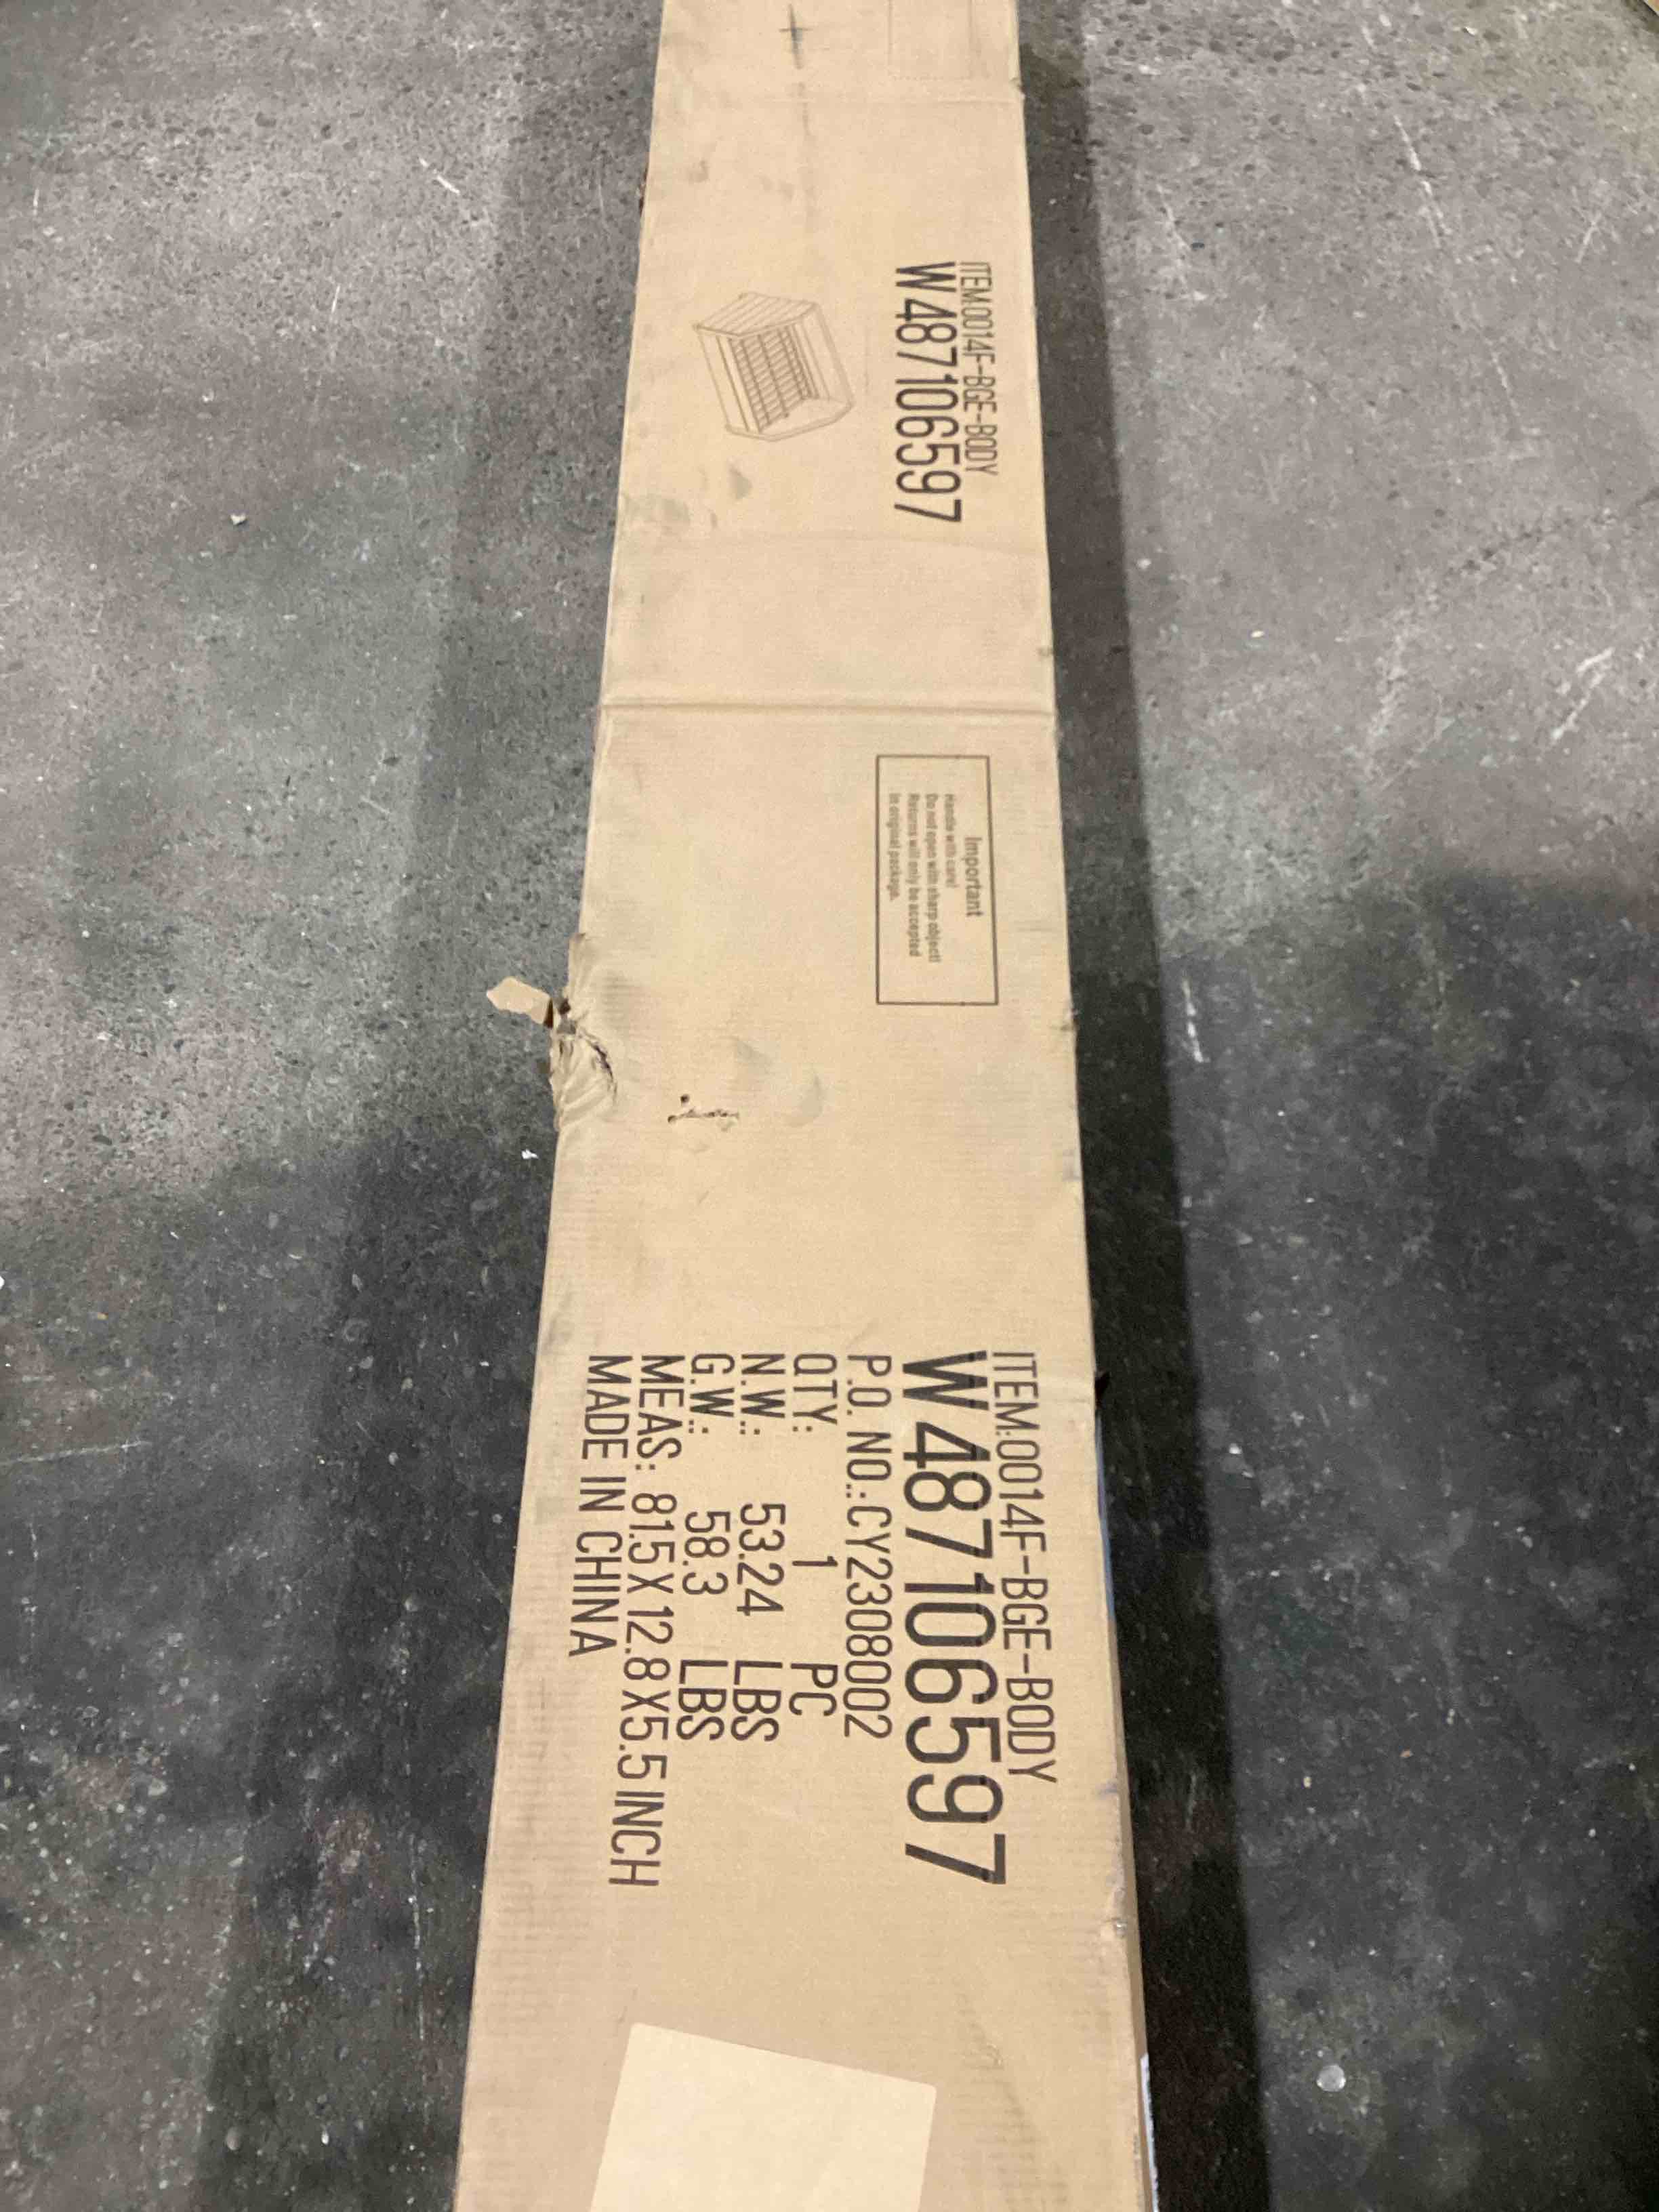 ITEM:0014F-BGE-BODY
W487106597
Important
Handle with care!
Do not open with sharp object!
Returns will only be accepted
in original package.
ITEM:0014F-BGE-BODY
W487106597
P.O. NO.:CY2308002
QTY: 1 PC
N.W.: 53.24 LBS
G.W.: 58.3 LBS
MEAS: 81.5 X 12.8 X5.5 INCH
MADE IN CHINA